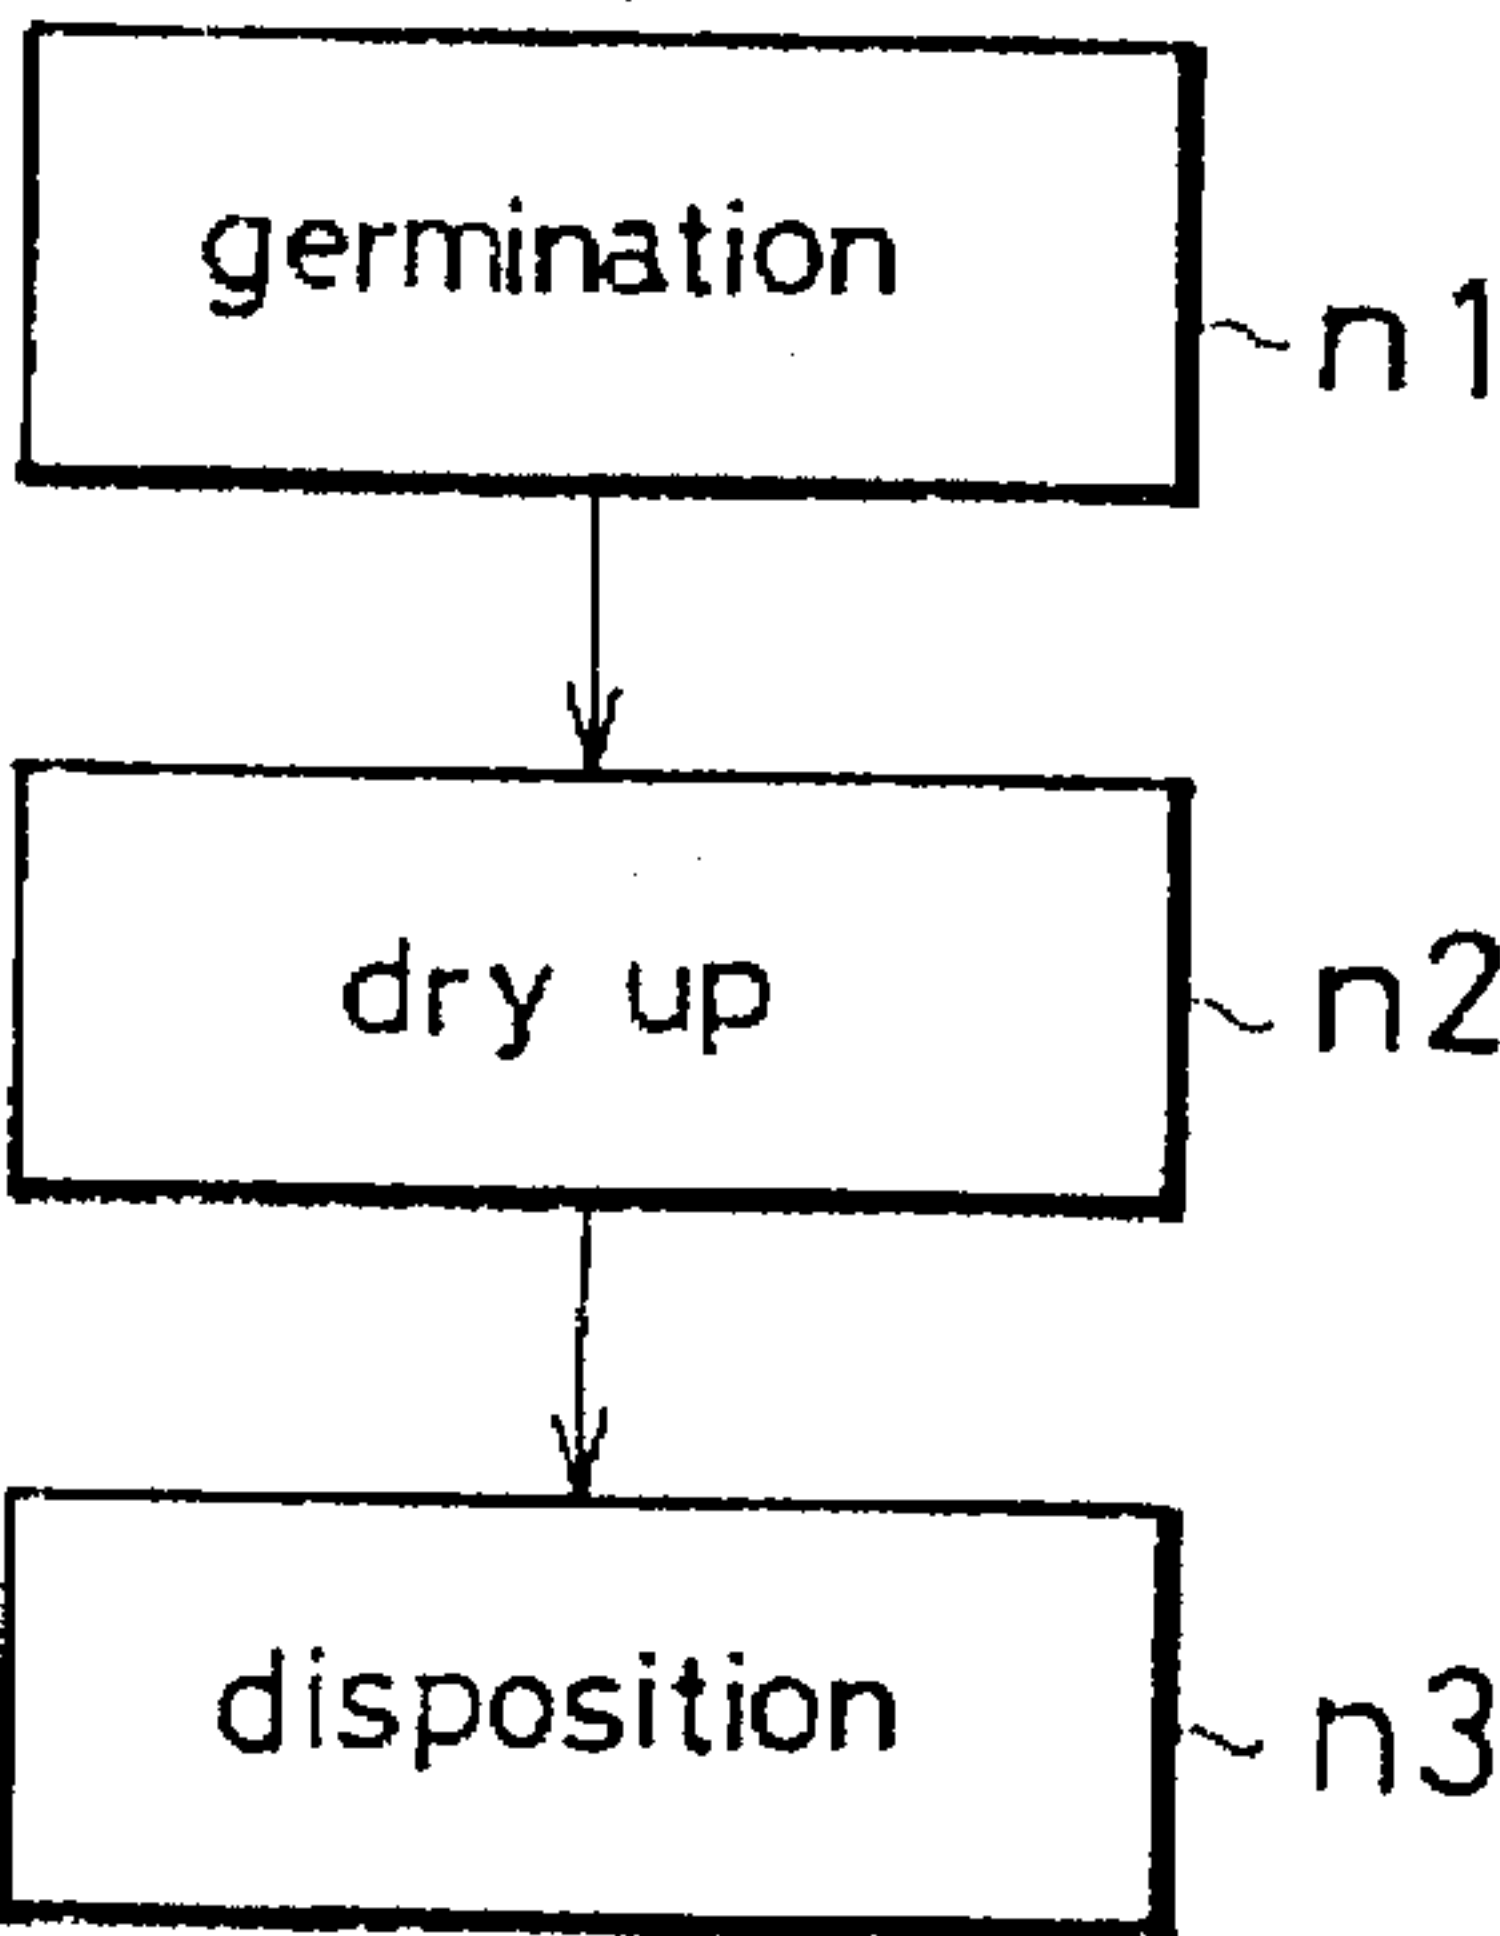 germination
n1
dry up
n2
disposition
n3